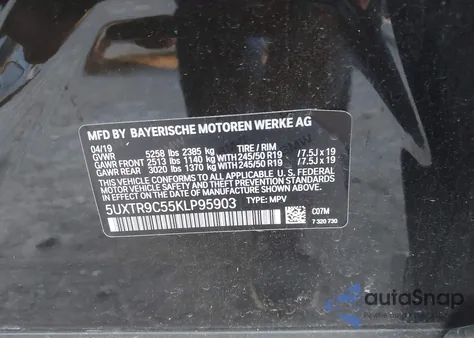 MFD BY BAYERISCHE MOTOREN WERKE AG
04/19
GVWR 5258 lbs 2385 kg TIRE / RIM
GAWR FRONT 2513 lbs 1140 kg WITH 245/50 R19 /7.5J x 19
GAWR REAR 3020 lbs 1370 kg WITH 245/50 R19 /7.5J x 19
THIS VEHICLE CONFORMS TO ALL APPLICABLE
U.S. FEDERAL MOTOR VEHICLE SAFETY, BUMPER, AND
THEFT PREVENTION STANDARDS IN EFFECT ON THE
DATE OF MANUFACTURE SHOWN ABOVE.
5UXTR9C55KLP95903 TYPE: MPV
C07M
7 320 730
autoSnap